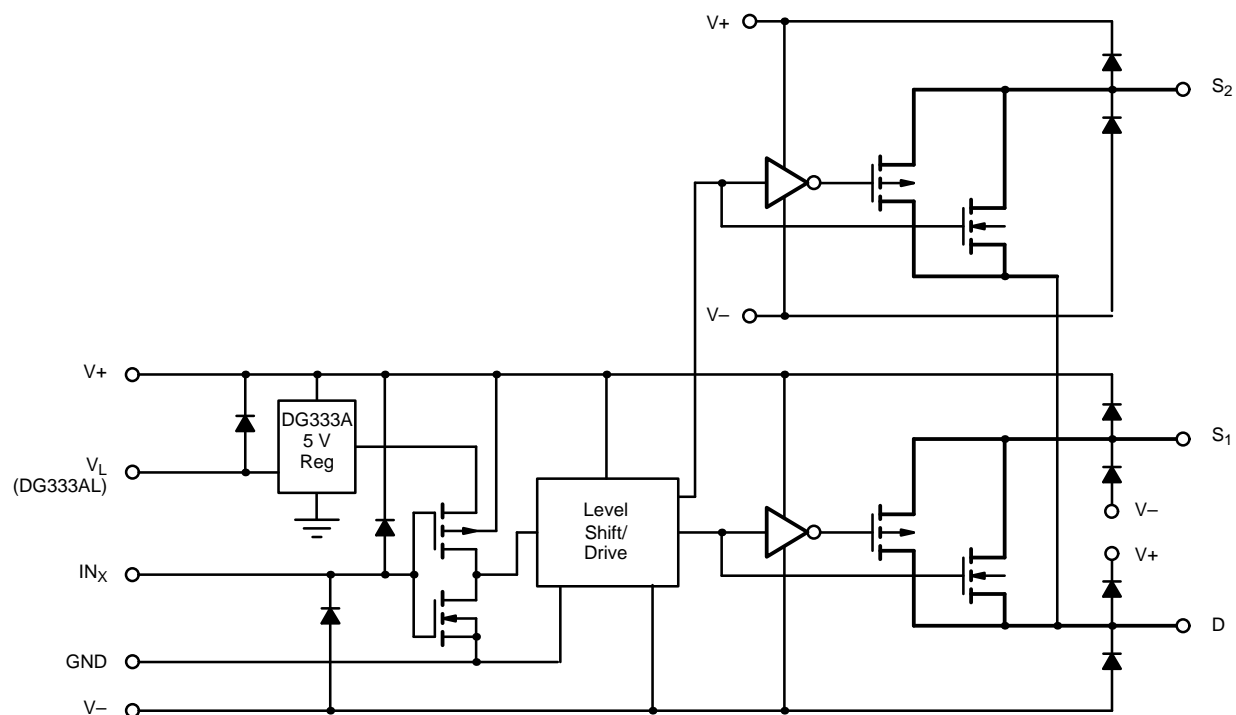 V+
S2
V–
V+
DG333A
5 V
Reg
VL
(DG333AL)
S1
Level
Shift/
Drive
V–
V+
INX
D
GND
V–